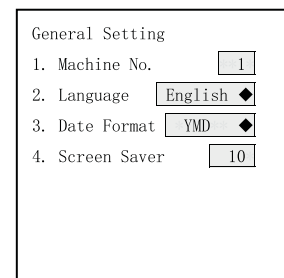 General Setting
1. Machine No. 1
2. Language English ◆
3. Date Format YMD ◆
4. Screen Saver 10